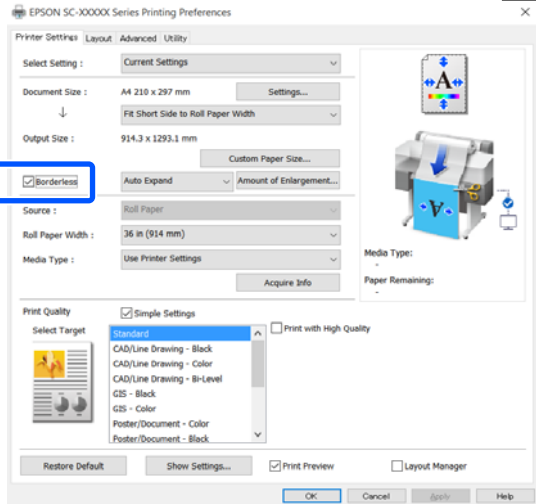 EPSON SC-XXXXX Series Printing Preferences
Printer Settings Layout Advanced Utility
Select Setting : Current Settings
Document Size : A4 210 x 297 mm Settings...
Fit Short Side to Roll Paper Width
Output Size : 914.3 x 1293.1 mm
Custom Paper Size...
Borderless Auto Expand Amount of Enlargement...
Source : Roll Paper
Roll Paper Width : 36 in (914 mm)
Media Type : Use Printer Settings
Acquire Info
A
Media Type:
-
Paper Remaining:
-
Print Quality Simple Settings
Select Target
Standard
CAD/Line Drawing - Black
CAD/Line Drawing - Color
CAD/Line Drawing - Bi-Level
GIS - Black
GIS - Color
Poster/Document - Color
Poster/Document - Black
Print with High Quality
Restore Default Show Settings... Print Preview Layout Manager
OK Cancel Apply Help